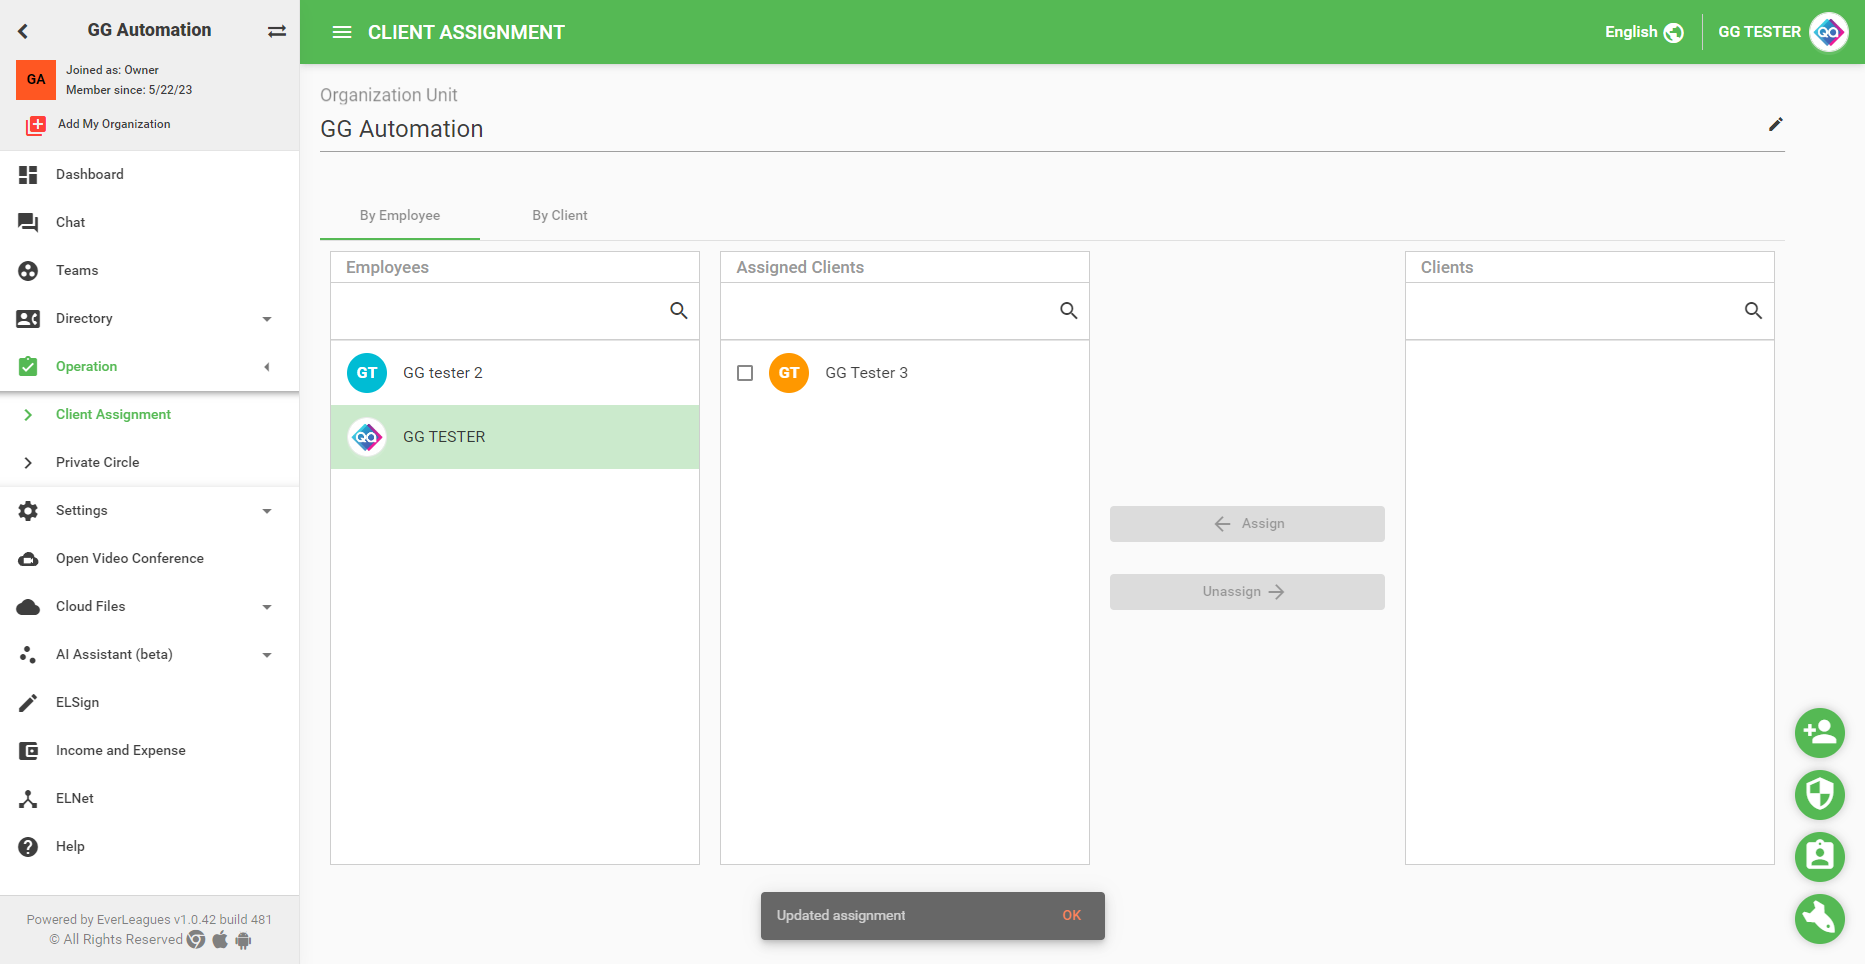 GG Automation
GA
Joined as: Owner
Member since: 5/22/23
Add My Organization
Dashboard
Chat
Teams
Directory
Operation
Client Assignment
Private Circle
Settings
Open Video Conference
Cloud Files
AI Assistant (beta)
ELSign
Income and Expense
ELNet
Help
Powered by EverLeagues v1.0.42 build 481
© All Rights Reserved
CLIENT ASSIGNMENT
English
GG TESTER
QA
Organization Unit
GG Automation
By Employee
By Client
Employees
GT
GG tester 2
QA
GG TESTER
Assigned Clients
GT
GG Tester 3
Assign
Unassign
Clients
Updated assignment
OK